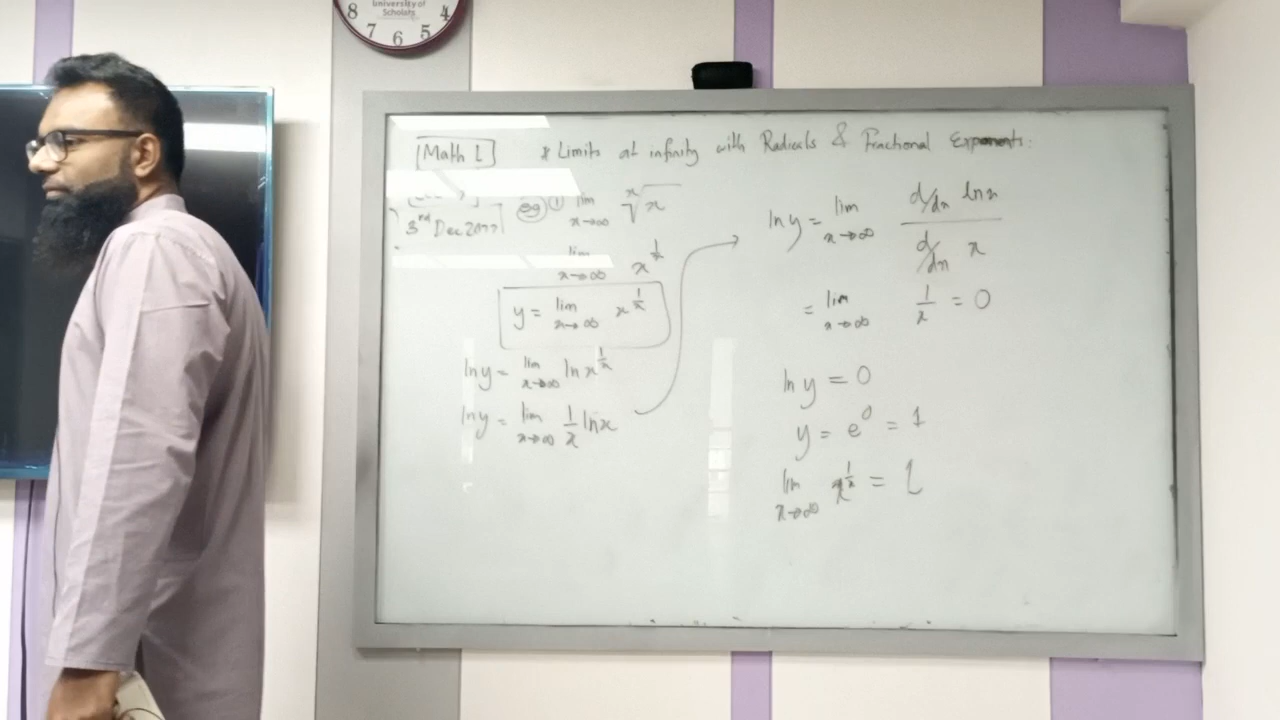 University of
Scholars
8 7 6 5 4
Math 1
* Limits at infinity with Radicals & Fractional Exponents:
3rd Dec 2022
eg ① lim x→∞ ˣ√x
lim x→∞ x^(1/x)
y = lim x→∞ x^(1/x)
ln y = lim x→∞ ln x^(1/x)
ln y = lim x→∞ 1/x ln x
ln y = lim x→∞ (d/dx ln x)/(d/dx x)
= lim x→∞ 1/x = 0
ln y = 0
y = e⁰ = 1
lim x→∞ x^(1/x) = 1